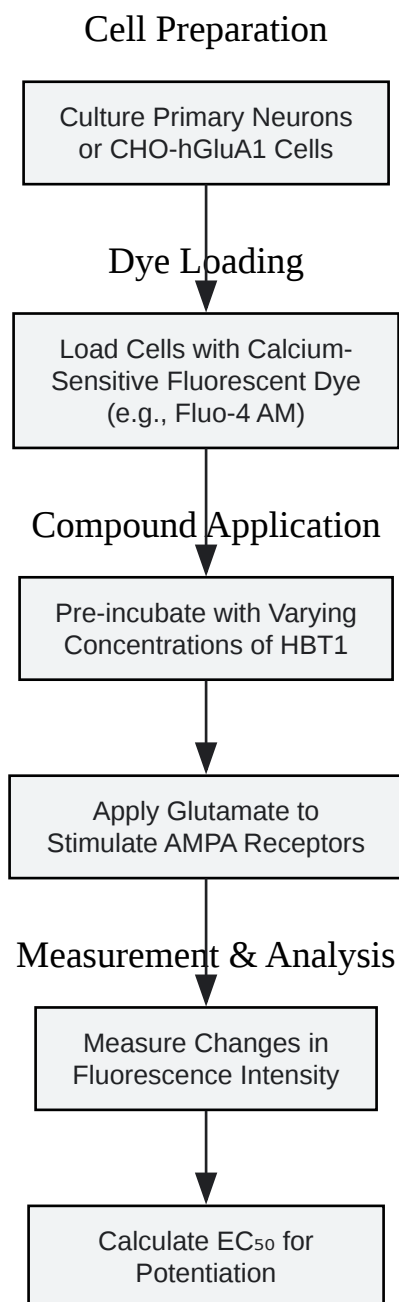 Cell Preparation
Culture Primary Neurons
or CHO-hGluA1 Cells
Dye Loading
Load Cells with Calcium-
Sensitive Fluorescent Dye
(e.g., Fluo-4 AM)
Compound Application
Pre-incubate with Varying
Concentrations of HBT1
Apply Glutamate to
Stimulate AMPA Receptors
Measurement & Analysis
Measure Changes in
Fluorescence Intensity
Calculate EC₅₀ for
Potentiation